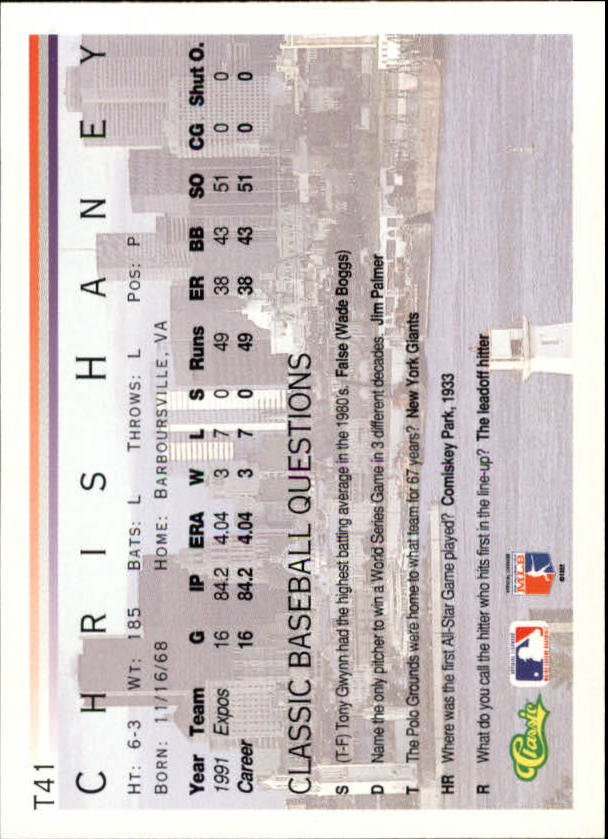 T41
CHRIS HANEY
HT: 6-3 WT: 185 BATS: L THROWS: L POS: P
BORN: 11/16/68 HOME: BARBOURSVILLE, VA
Year Team G IP ERA W L S Runs ER BB SO CG Shut O.
1991 Expos 16 84.2 4.04 3 7 0 49 38 43 51 0 0
Career 16 84.2 4.04 3 7 0 49 38 43 51 0 0
CLASSIC BASEBALL QUESTIONS
S (T-F) Tony Gwynn had the highest batting average in the 1980's. False (Wade Boggs)
D Name the only pitcher to win a World Series Game in 3 different decades. Jim Palmer
T The Polo Grounds were home to what team for 67 years? New York Giants
HR Where was the first All-Star Game played? Comiskey Park, 1933
R What do you call the hitter who hits first in the line-up? The leadoff hitter
Classic